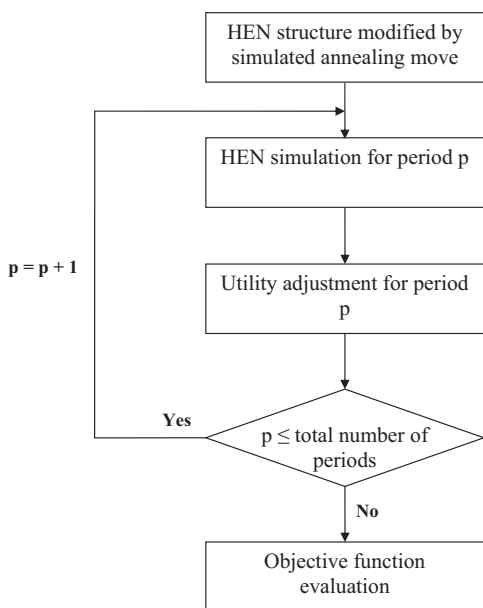 HEN structure modified by
simulated annealing move
HEN simulation for period p
p = p + 1
Utility adjustment for period
p
Yes
p ≤ total number of
periods
No
Objective function
evaluation